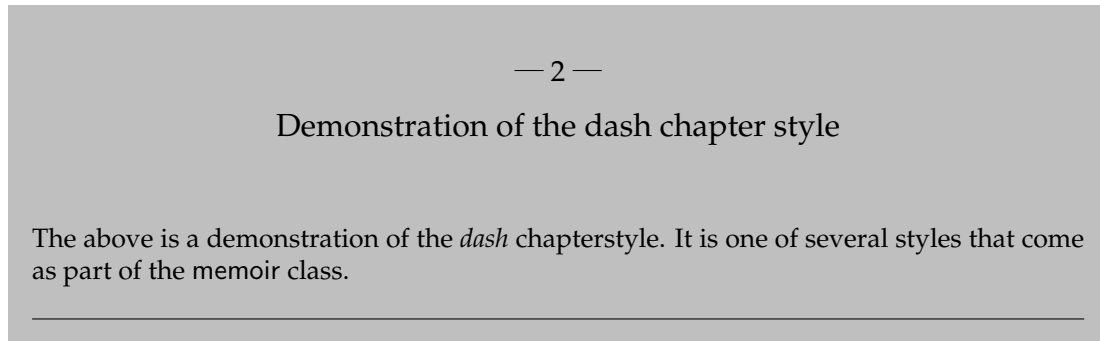 — 2 —
Demonstration of the dash chapter style
The above is a demonstration of the dash chapterstyle. It is one of several styles that come
as part of the memoir class.